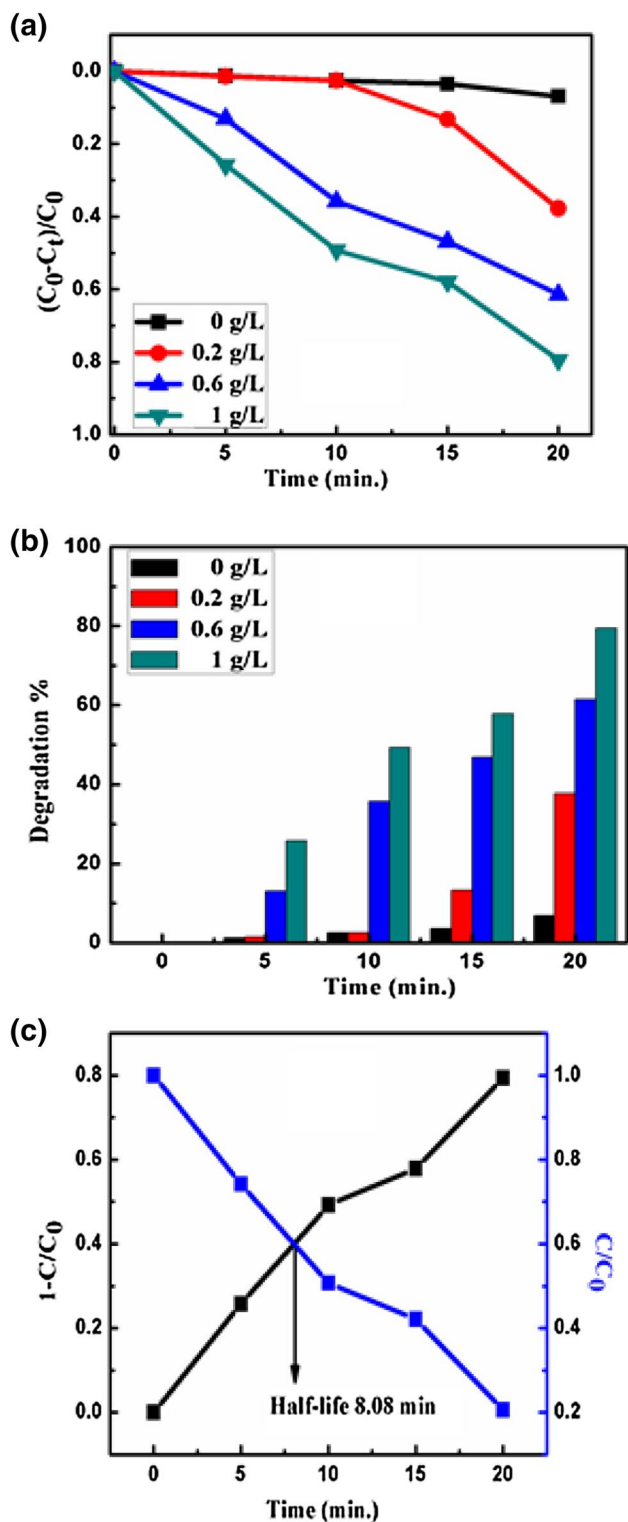 (a)
0.0
0.2
0.4
0.6
0.8
1.0
(C0-Ct)/C0
0 g/L
0.2 g/L
0.6 g/L
1 g/L
0 5 10 15 20
Time (min.)
(b)
100
80
60
40
20
0
Degradation %
0 g/L
0.2 g/L
0.6 g/L
1 g/L
0 5 10 15 20
Time (min.)
(c)
0.8
0.6
0.4
0.2
0.0
1-C/C0
1.0
0.8
0.6
0.4
0.2
C/C0
Half-life 8.08 min
0 5 10 15 20
Time (min.)